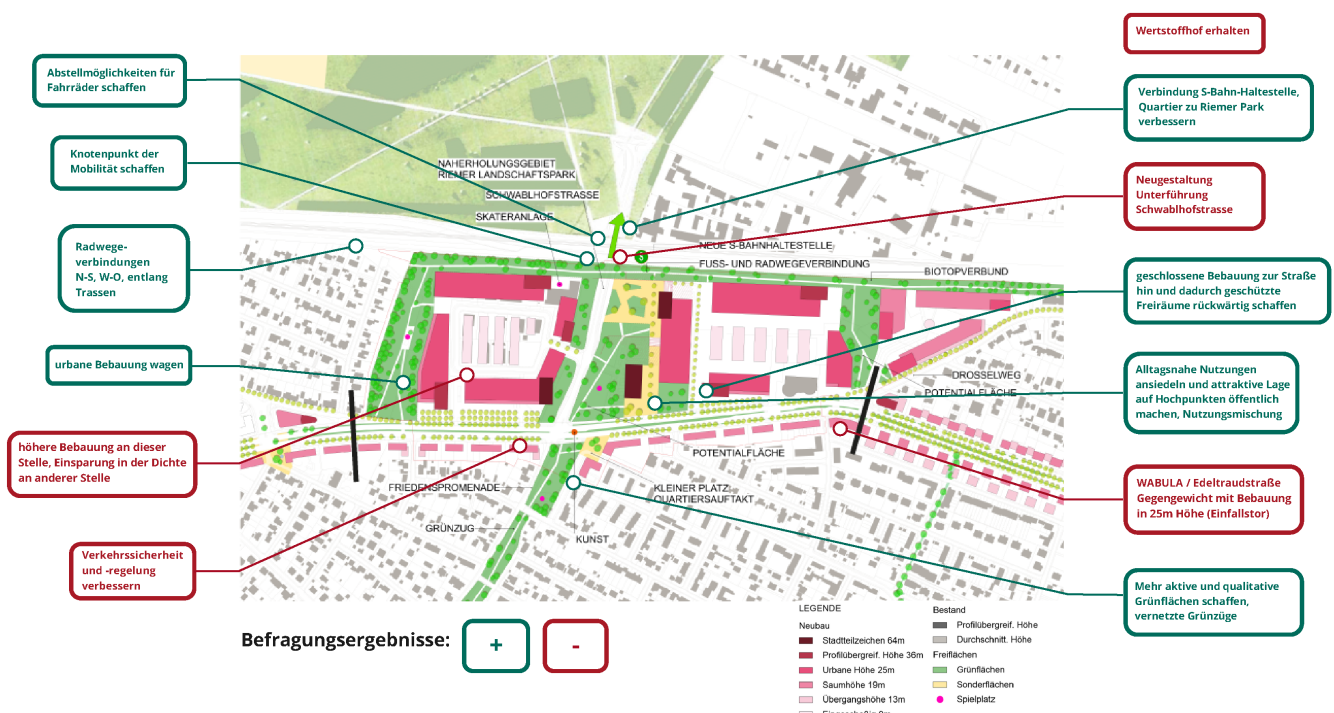 Wertstoffhof erhalten
Abstellmöglichkeiten für
Fahrräder schaffen
Verbindung S-Bahn-Haltestelle,
Quartier zu Riemer Park
verbessern
Knotenpunkt der
Mobilität schaffen
Neugestaltung
Unterführung
Schwablhofstrasse
Radwege-
verbindungen
N-S, W-O, entlang
Trassen
geschlossene Bebauung zur Straße
hin und dadurch geschützte
Freiräume rückwärtig schaffen
urbane Bebauung wagen
Alltagsnahe Nutzungen
ansiedeln und attraktive Lage
auf Hochpunkten öffentlich
machen, Nutzungsmischung
höhere Bebauung an dieser
Stelle, Einsparung in der Dichte
an anderer Stelle
WABULA / Edeltraudstraße
Gegengewicht mit Bebauung
in 25m Höhe (Einfallstor)
Verkehrssicherheit
und -regelung
verbessern
Mehr aktive und qualitative
Grünflächen schaffen,
vernetzte Grünzüge
NAHERHOLUNGSGEBIET
RIEMER LANDSCHAFTSPARK
SCHWABLHOFSTRASSE
SKATERANLAGE
NEUE S-BAHNHALTESTELLE
S
FUSS- UND RADWEGEVERBINDUNG
BIOTOPVERBUND
DROSSELWEG
POTENTIALFLÄCHE
POTENTIALFLÄCHE
FRIEDENSPROMENADE
KLEINER PLATZ
QUARTIERSAUFTAKT
GRÜNZUG
KUNST
Befragungsergebnisse:
+
-
LEGENDE
Neubau
Stadtteilzeichen 64m
Profilübergreif. Höhe 36m
Urbane Höhe 25m
Saumhöhe 19m
Übergangshöhe 13m
Bestand
Profilübergreif. Höhe
Durchschnitt. Höhe
Freiflächen
Grünflächen
Sonderflächen
Spielplatz